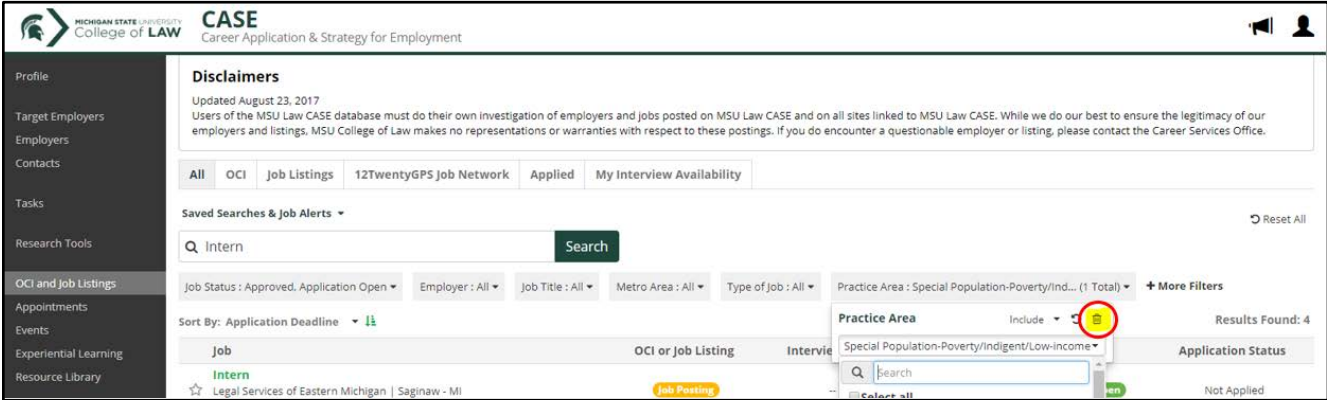 MICHIGAN STATE UNIVERSITY
College of LAW
CASE
Career Application & Strategy for Employment
Profile
Target Employers
Employers
Contacts
Tasks
Research Tools
OCI and Job Listings
Appointments
Events
Experiential Learning
Resource Library
Disclaimers
Updated August 23, 2017
Users of the MSU Law CASE database must do their own investigation of employers and jobs posted on MSU Law CASE and on all sites linked to MSU Law CASE. While we do our best to ensure the legitimacy of our
employers and listings, MSU College of Law makes no representations or warranties with respect to these postings. If you do encounter a questionable employer or listing, please contact the Career Services Office.
All OCI Job Listings 12TwentyGPS Job Network Applied My Interview Availability
Saved Searches & Job Alerts
Reset All
Intern Search
Job Status : Approved, Application Open Employer : All Job Title : All Metro Area : All Type of Job : All Practice Area : Special Population-Poverty/Ind... (1 Total) + More Filters
Sort By: Application Deadline
Practice Area Include
Results Found: 4
Special Population-Poverty/Indigent/Low-income
Job OCI or Job Listing Intervie Application Status
Search
Intern
Legal Services of Eastern Michigan | Saginaw - MI Job Posting -- Not Applied
Select all